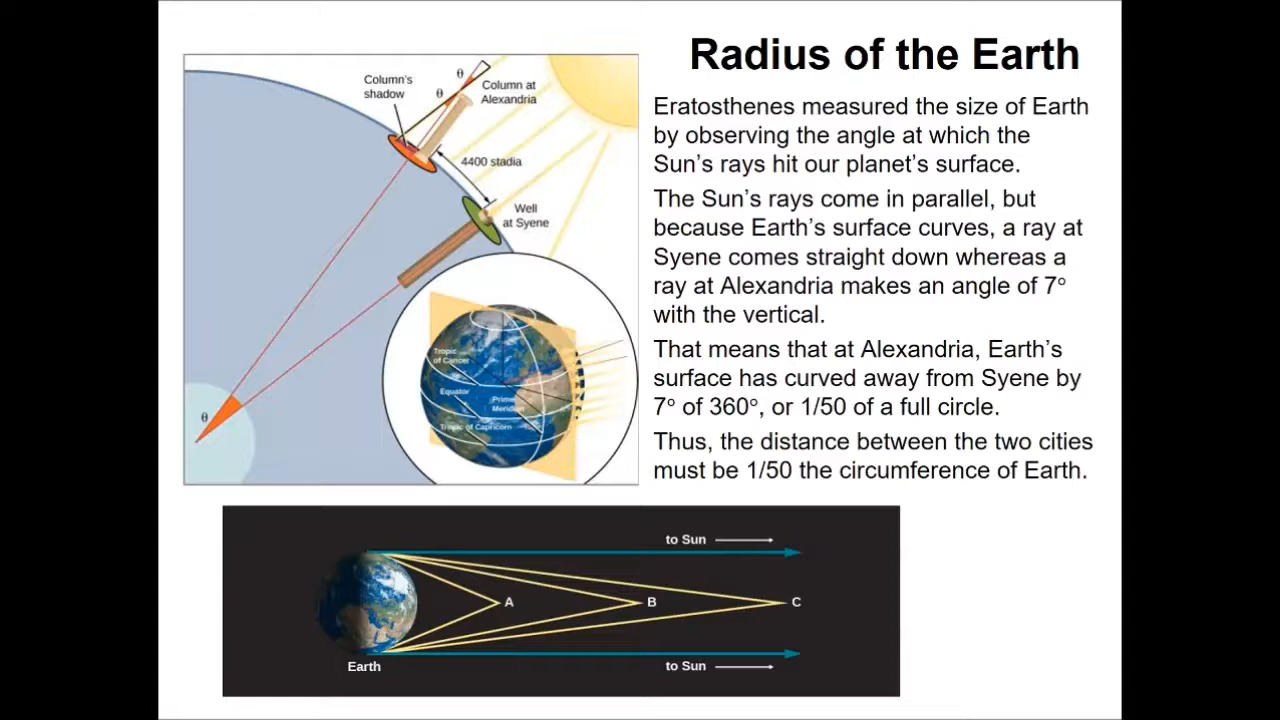 Radius of the Earth
θ
Column's
shadow
θ
Column at
Alexandria
4400 stadia
Well
at Syene
θ
Tropic
of Cancer
Equator
Prime
Meridian
Tropic of Capricorn
Eratosthenes measured the size of Earth
by observing the angle at which the
Sun's rays hit our planet's surface.
The Sun's rays come in parallel, but
because Earth's surface curves, a ray at
Syene comes straight down whereas a
ray at Alexandria makes an angle of 7°
with the vertical.
That means that at Alexandria, Earth's
surface has curved away from Syene by
7° of 360°, or 1/50 of a full circle.
Thus, the distance between the two cities
must be 1/50 the circumference of Earth.
to Sun
A
B
C
Earth
to Sun